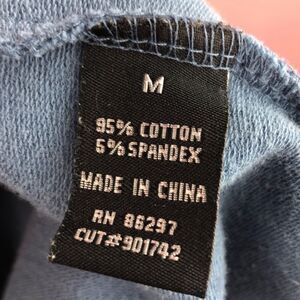 M
95% COTTON
6% SPANDEX
MADE IN CHINA
RN 86297
CUT#901742